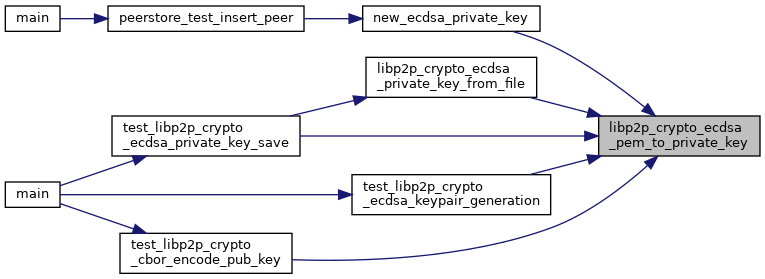 main
peerstore_test_insert_peer
new_ecdsa_private_key
libp2p_crypto_ecdsa
_private_key_from_file
test_libp2p_crypto
_ecdsa_private_key_save
libp2p_crypto_ecdsa
_pem_to_private_key
main
test_libp2p_crypto
_ecdsa_keypair_generation
test_libp2p_crypto
_cbor_encode_pub_key